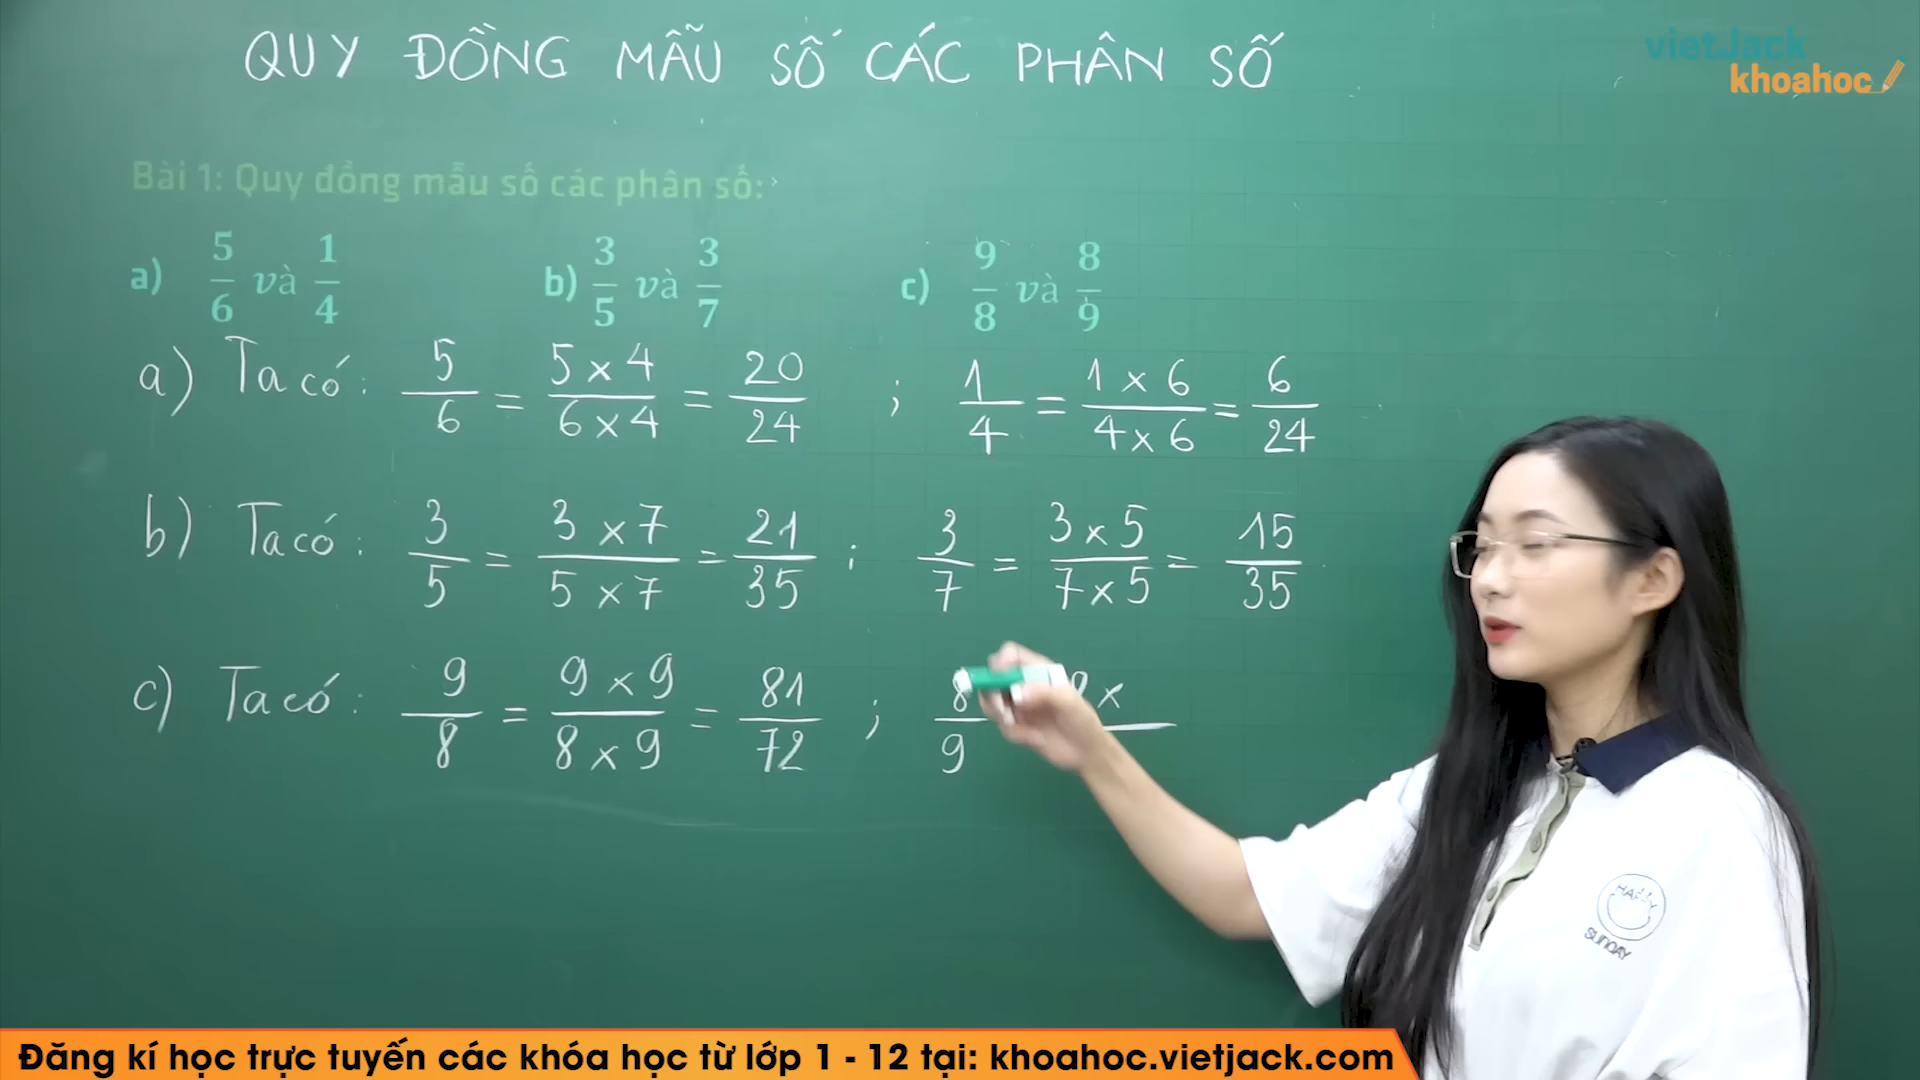 QUY ĐỒNG MẪU SỐ CÁC PHÂN SỐ
vietJack
khoahoc
Bài 1: Quy đồng mẫu số các phân số:
a) 5/6 và 1/4 b) 3/5 và 3/7 c) 9/8 và 8/9
a) Ta có: 5/6 = 5 x 4 / 6 x 4 = 20/24 ; 1/4 = 1 x 6 / 4 x 6 = 6/24
b) Ta có: 3/5 = 3 x 7 / 5 x 7 = 21/35 ; 3/7 = 3 x 5 / 7 x 5 = 15/35
c) Ta có: 9/8 = 9 x 9 / 8 x 9 = 81/72 ; 8/9 x
HAPPY
SUNDAY
Đăng kí học trực tuyến các khóa học từ lớp 1 - 12 tại: khoahoc.vietjack.com